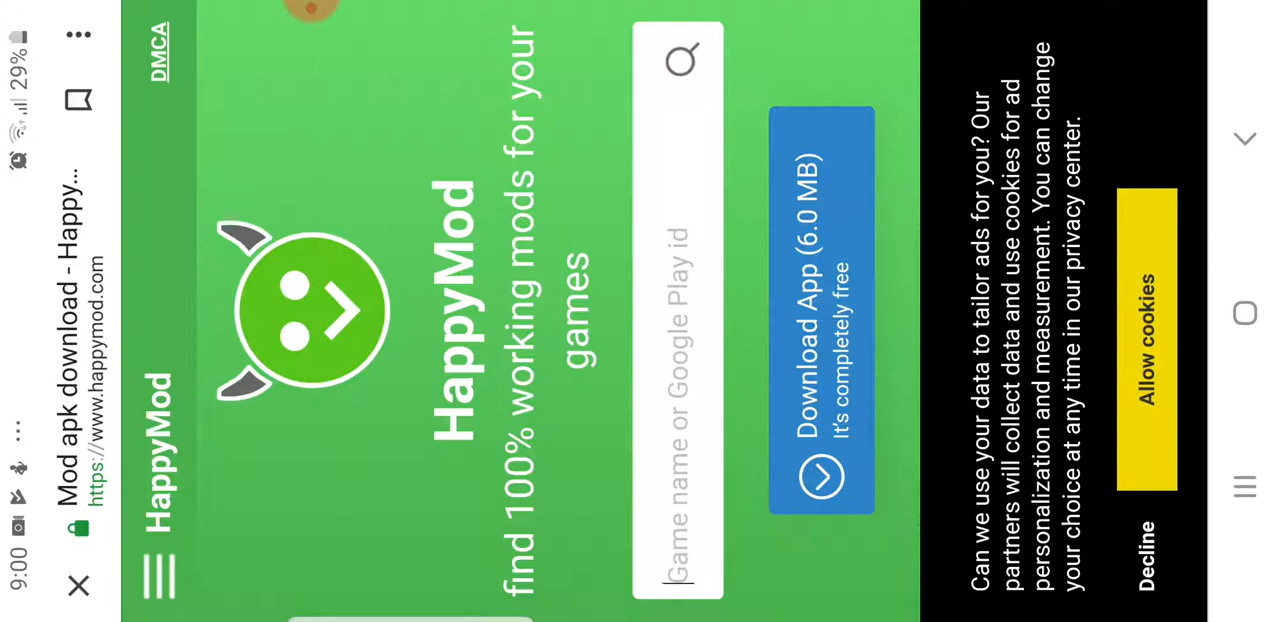 9:00 ... 29%
Mod apk download - Happy...
https://www.happymod.com
HappyMod DMCA
HappyMod
find 100% working mods for your
games
Game name or Google Play id
Download App (6.0 MB)
It's completely free
Can we use your data to tailor ads for you? Our
partners will collect data and use cookies for ad
personalization and measurement. You can change
your choice at any time in our privacy center.
Decline Allow cookies